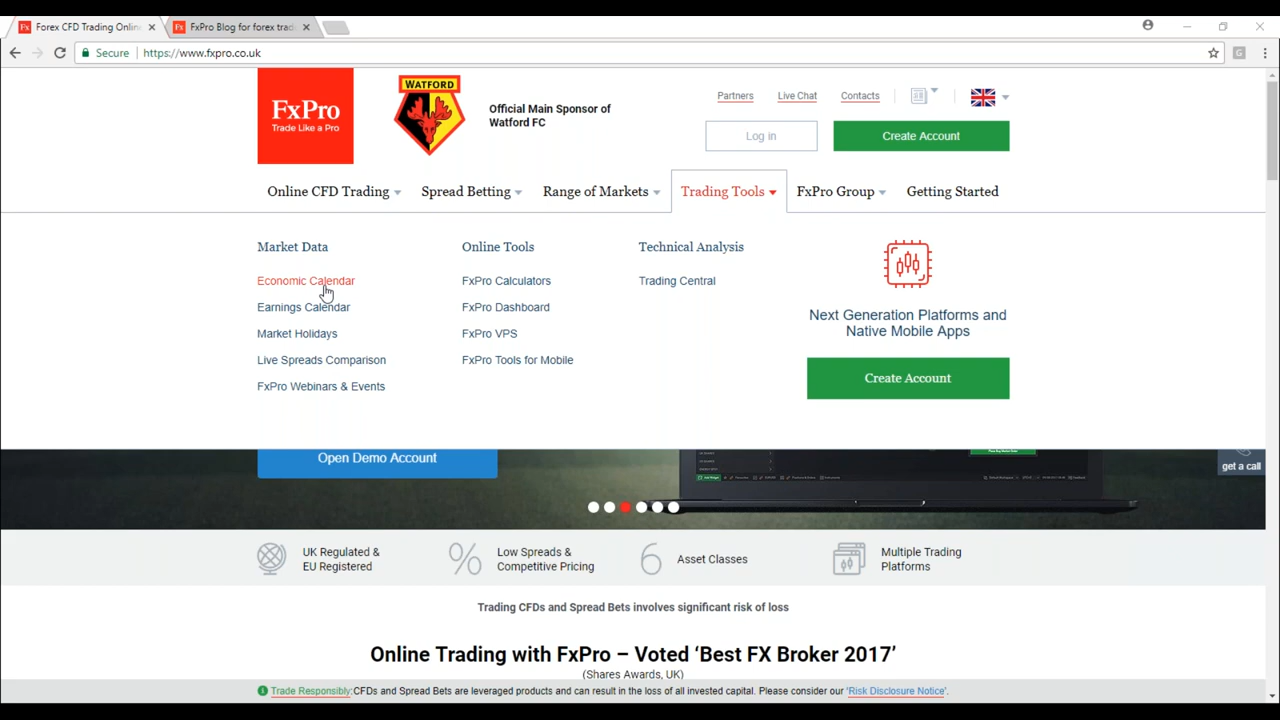 Forex CFD Trading Onlin
FxPro Blog for forex trad
Secure
https://www.fxpro.co.uk
FxPro
Trade Like a Pro
WATFORD
Official Main Sponsor of
Watford FC
Partners
Live Chat
Contacts
Log in
Create Account
Online CFD Trading
Spread Betting
Range of Markets
Trading Tools
FxPro Group
Getting Started
Market Data
Economic Calendar
Earnings Calendar
Market Holidays
Live Spreads Comparison
FxPro Webinars & Events
Online Tools
FxPro Calculators
FxPro Dashboard
FxPro VPS
FxPro Tools for Mobile
Technical Analysis
Trading Central
Next Generation Platforms and
Native Mobile Apps
Create Account
Open Demo Account
get a call
UK Regulated &
EU Registered
%
Low Spreads &
Competitive Pricing
6
Asset Classes
Multiple Trading
Platforms
Trading CFDs and Spread Bets involves significant risk of loss
Online Trading with FxPro – Voted ‘Best FX Broker 2017’
(Shares Awards, UK)
Trade Responsibly:CFDs and Spread Bets are leveraged products and can result in the loss of all invested capital. Please consider our 'Risk Disclosure Notice'.